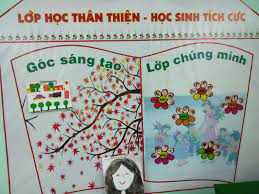 LỚP HỌC THÂN THIỆN - HỌC SINH TÍCH CỰC
Góc sáng tạo
Lớp chúng mình